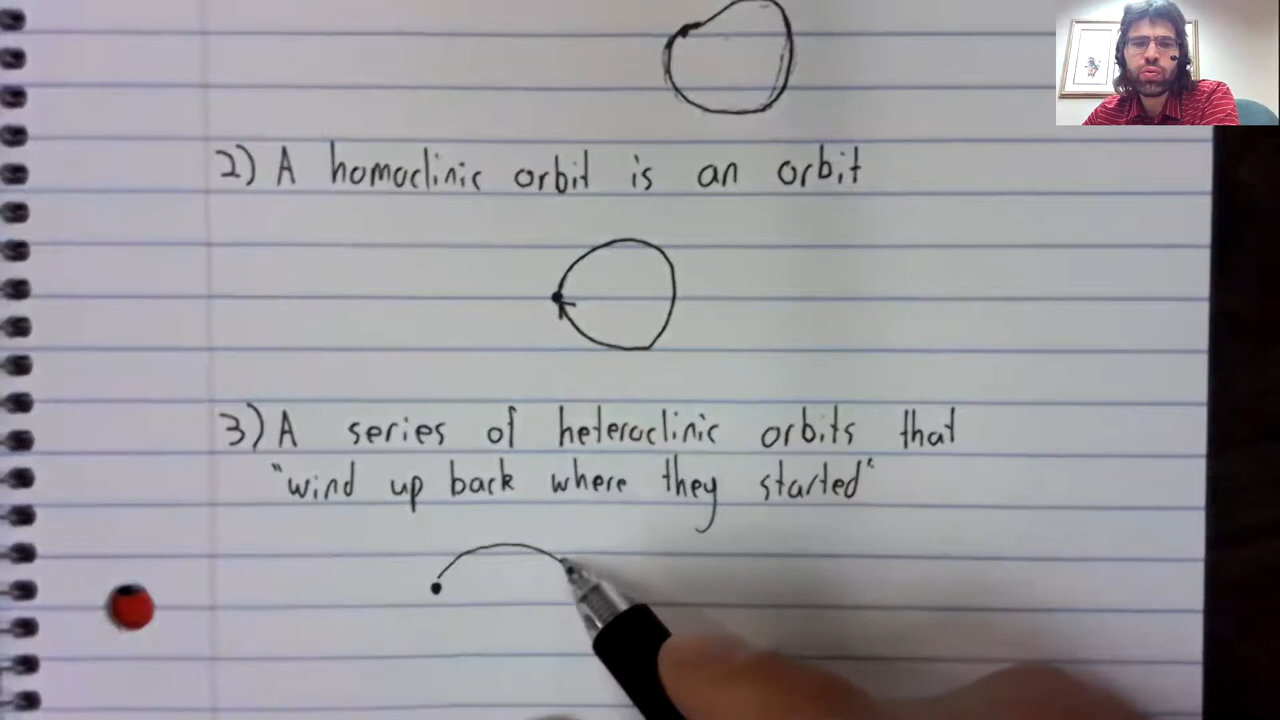 2) A homoclinic orbit is an orbit
3) A series of heteroclinic orbits that
"wind up back where they started"